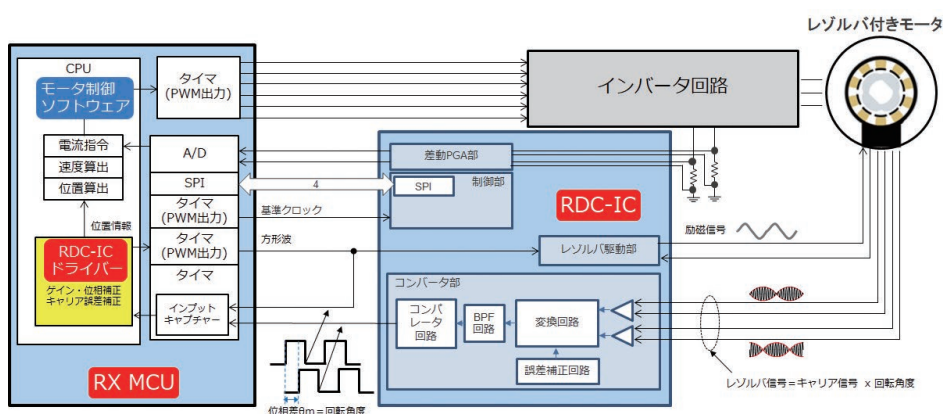 レゾルバ付きモータ
CPU
モータ制御
ソフトウェア
タイマ
(PWM出力)
インバータ回路
電流指令
速度算出
位置算出
A/D
SPI
タイマ
(PWM出力)
タイマ
(PWM出力)
タイマ
インプット
キャプチャー
位置情報
RDC-IC
ドライバー
ゲイン・位相補正
キャリア誤差補正
RX MCU
4
基準クロック
方形波
差動PGA部
制御部
SPI
RDC-IC
レゾルバ駆動部
励磁信号
コンバータ部
コンパ
レータ
回路
BPF
回路
変換回路
誤差補正回路
位相差θm=回転角度
レゾルバ信号=キャリア信号 x 回転角度